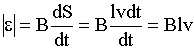 |ε| = B dS/dt = B lvdt/dt = Blv